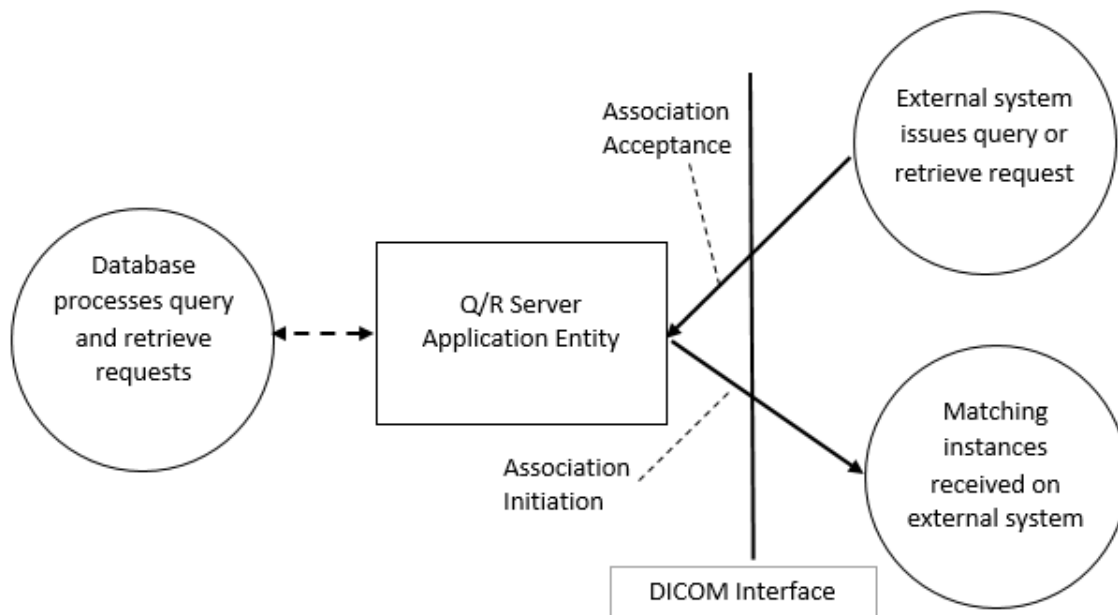 Association
Acceptance
External system
issues query or
retrieve request
Database
processes query
and retrieve
requests
Q/R Server
Application Entity
Association
Initiation
Matching
instances
received on
external system
DICOM Interface